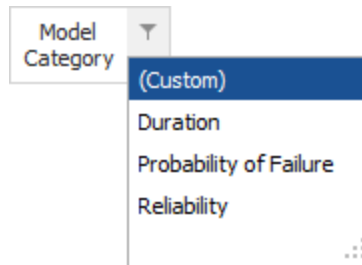 Model
Category
(Custom)
Duration
Probability of Failure
Reliability